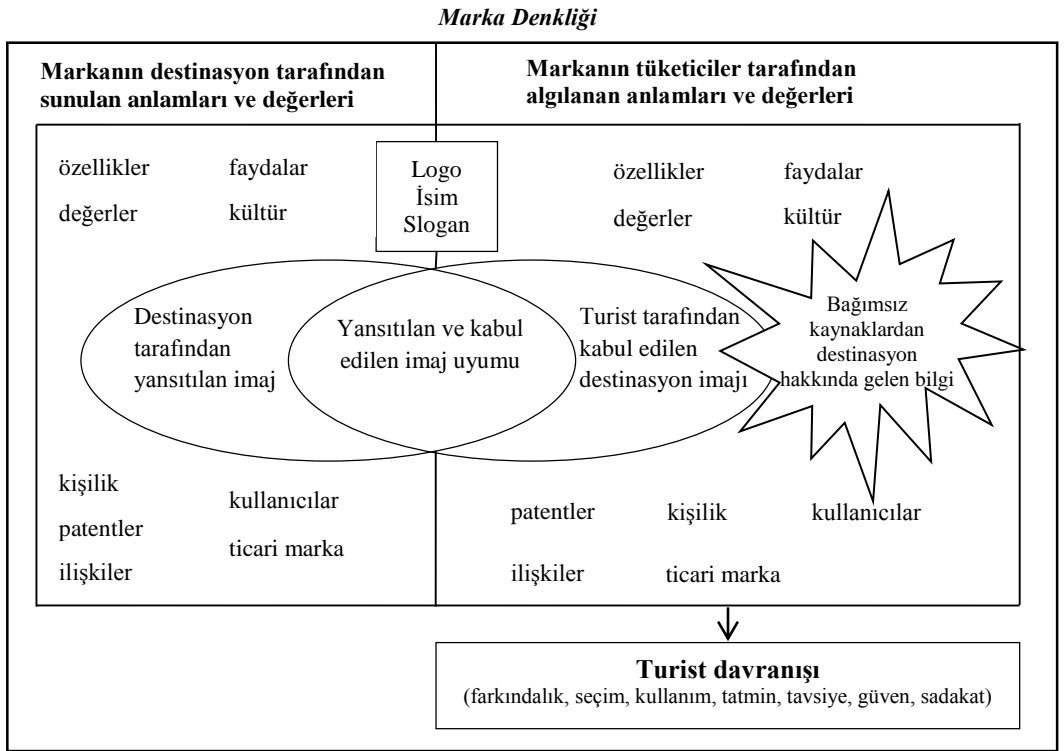 Marka Denkliği
Markanın destinasyon tarafından
sunulan anlamları ve değerleri
Markanın tüketiciler tarafından
algılanan anlamları ve değerleri
özellikler
faydalar
değerler
kültür
Logo
İsim
Slogan
özellikler
faydalar
değerler
kültür
Destinasyon
tarafından
yansıtılan imaj
Yansıtılan ve kabul
edilen imaj uyumu
Turist tarafından
kabul edilen
destinasyon imajı
Bağımsız
kaynaklardan
destinasyon
hakkında gelen bilgi
kişilik
kullanıcılar
patentler
ticari marka
ilişkiler
patentler
kişilik
kullanıcılar
ilişkiler
ticari marka
Turist davranışı
(farkındalık, seçim, kullanım, tatmin, tavsiye, güven, sadakat)